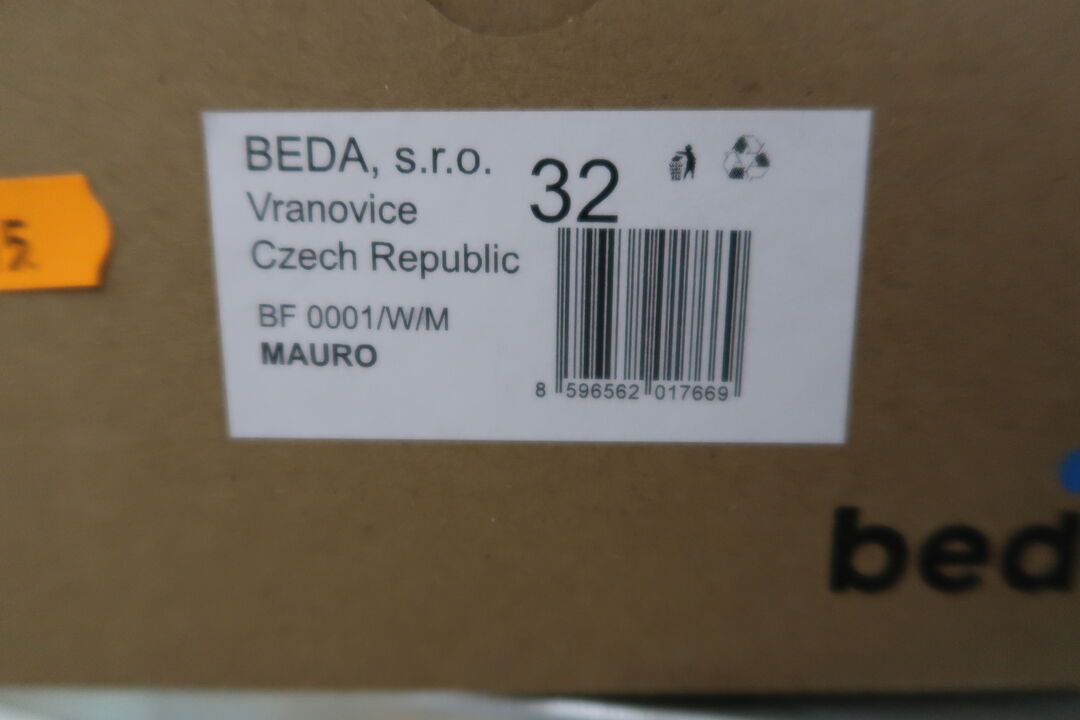 BEDA, s.r.o.
Vranovice
Czech Republic
32
BF 0001/W/M
MAURO
8 596562 017669
bed